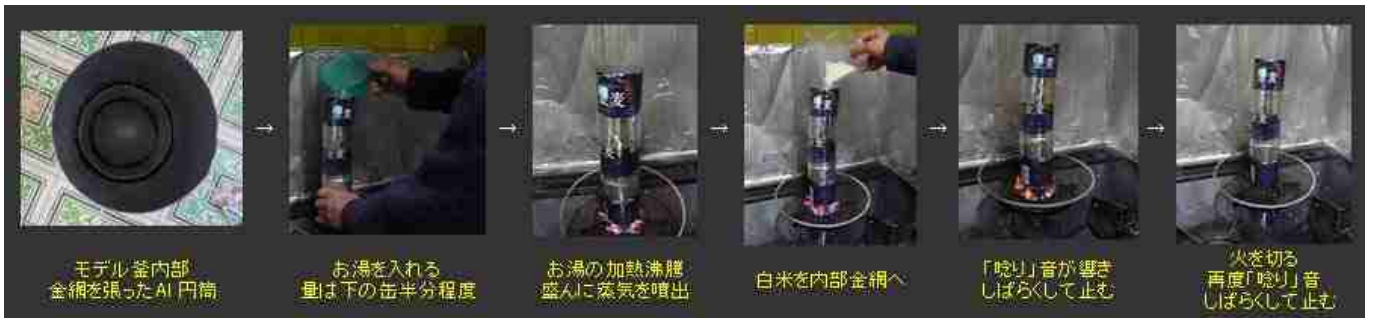 モデル釜内部
金網を張ったAl円筒
→
お湯を入れる
量は下の缶半分程度
→
お湯の加熱沸騰
盛んに蒸気を噴出
→
白米を内部金網へ
→
「唸り」音が響き
しばらくして止む
→
火を切る
再度「唸り」音
しばらくして止む